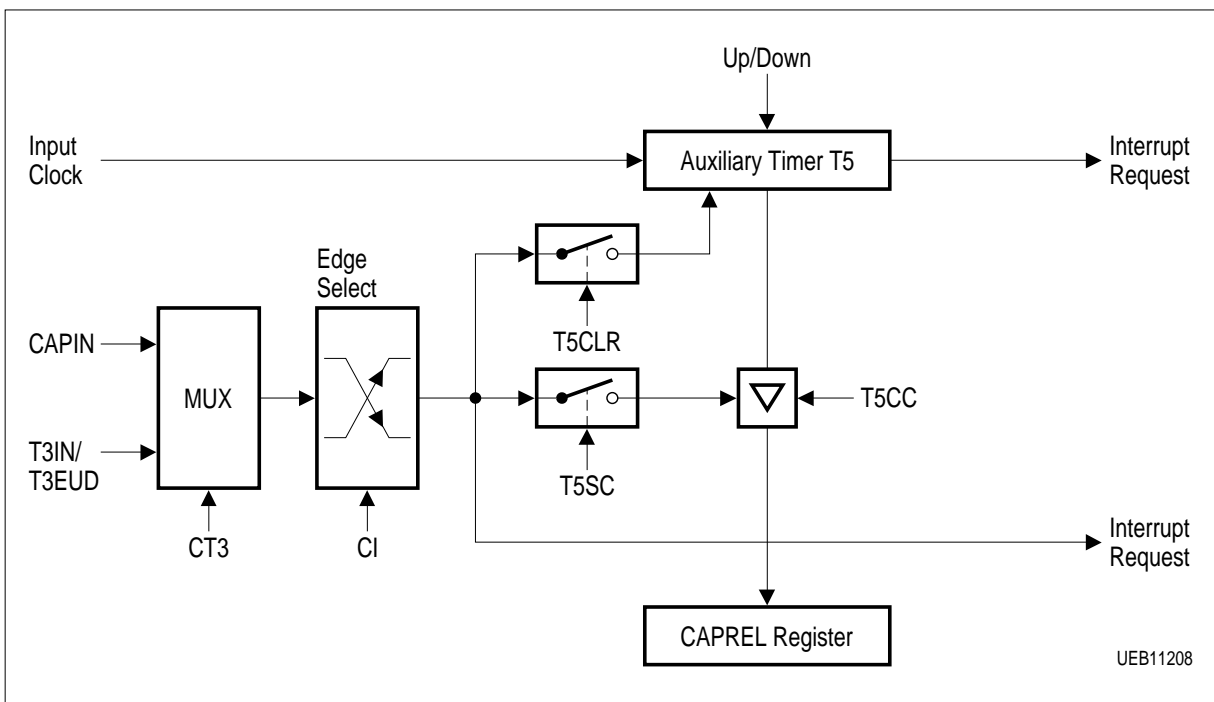 Up/Down
Input
Clock
Auxiliary Timer T5
Interrupt
Request
Edge
Select
T5CLR
CAPIN
MUX
T5CC
T3IN/
T3EUD
T5SC
CT3
CI
Interrupt
Request
CAPREL Register
UEB11208